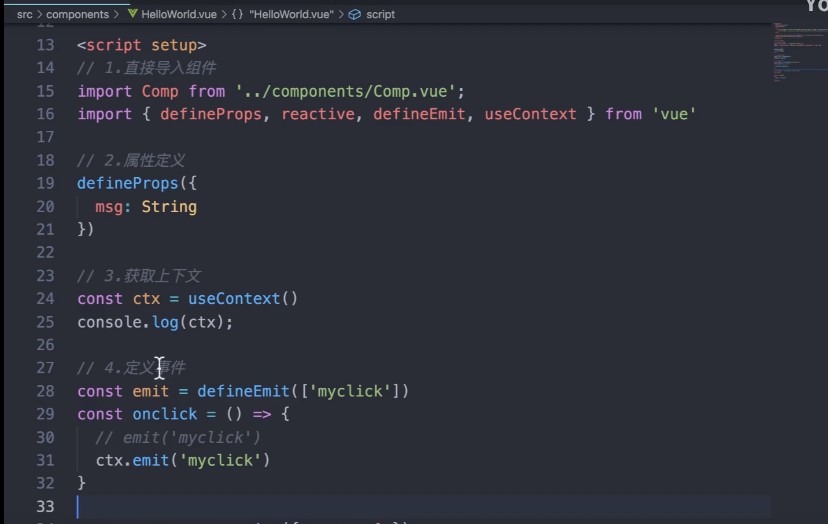 Yo
src > components > HelloWorld.vue > {} "HelloWorld.vue" > script
13 <script setup>
14 // 1.直接导入组件
15 import Comp from '../components/Comp.vue';
16 import { defineProps, reactive, defineEmit, useContext } from 'vue'
17
18 // 2.属性定义
19 defineProps({
20 msg: String
21 })
22
23 // 3.获取上下文
24 const ctx = useContext()
25 console.log(ctx);
26
27 // 4.定义事件
28 const emit = defineEmit(['myclick'])
29 const onclick = () => {
30 // emit('myclick')
31 ctx.emit('myclick')
32 }
33